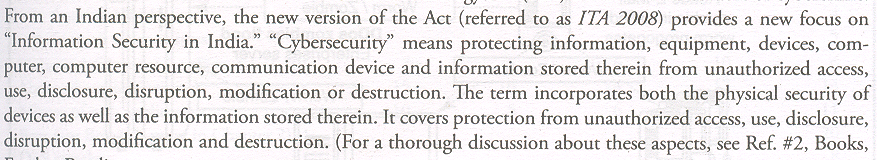 From an Indian perspective, the new version of the Act (referred to as ITA 2008) provides a new focus on
“Information Security in India.” “Cybersecurity” means protecting information, equipment, devices, com-
puter, computer resource, communication device and information stored therein from unauthorized access,
use, disclosure, disruption, modification or destruction. The term incorporates both the physical security of
devices as well as the information stored therein. It covers protection from unauthorized access, use, disclosure,
disruption, modification and destruction. (For a thorough discussion about these aspects, see Ref. #2, Books,